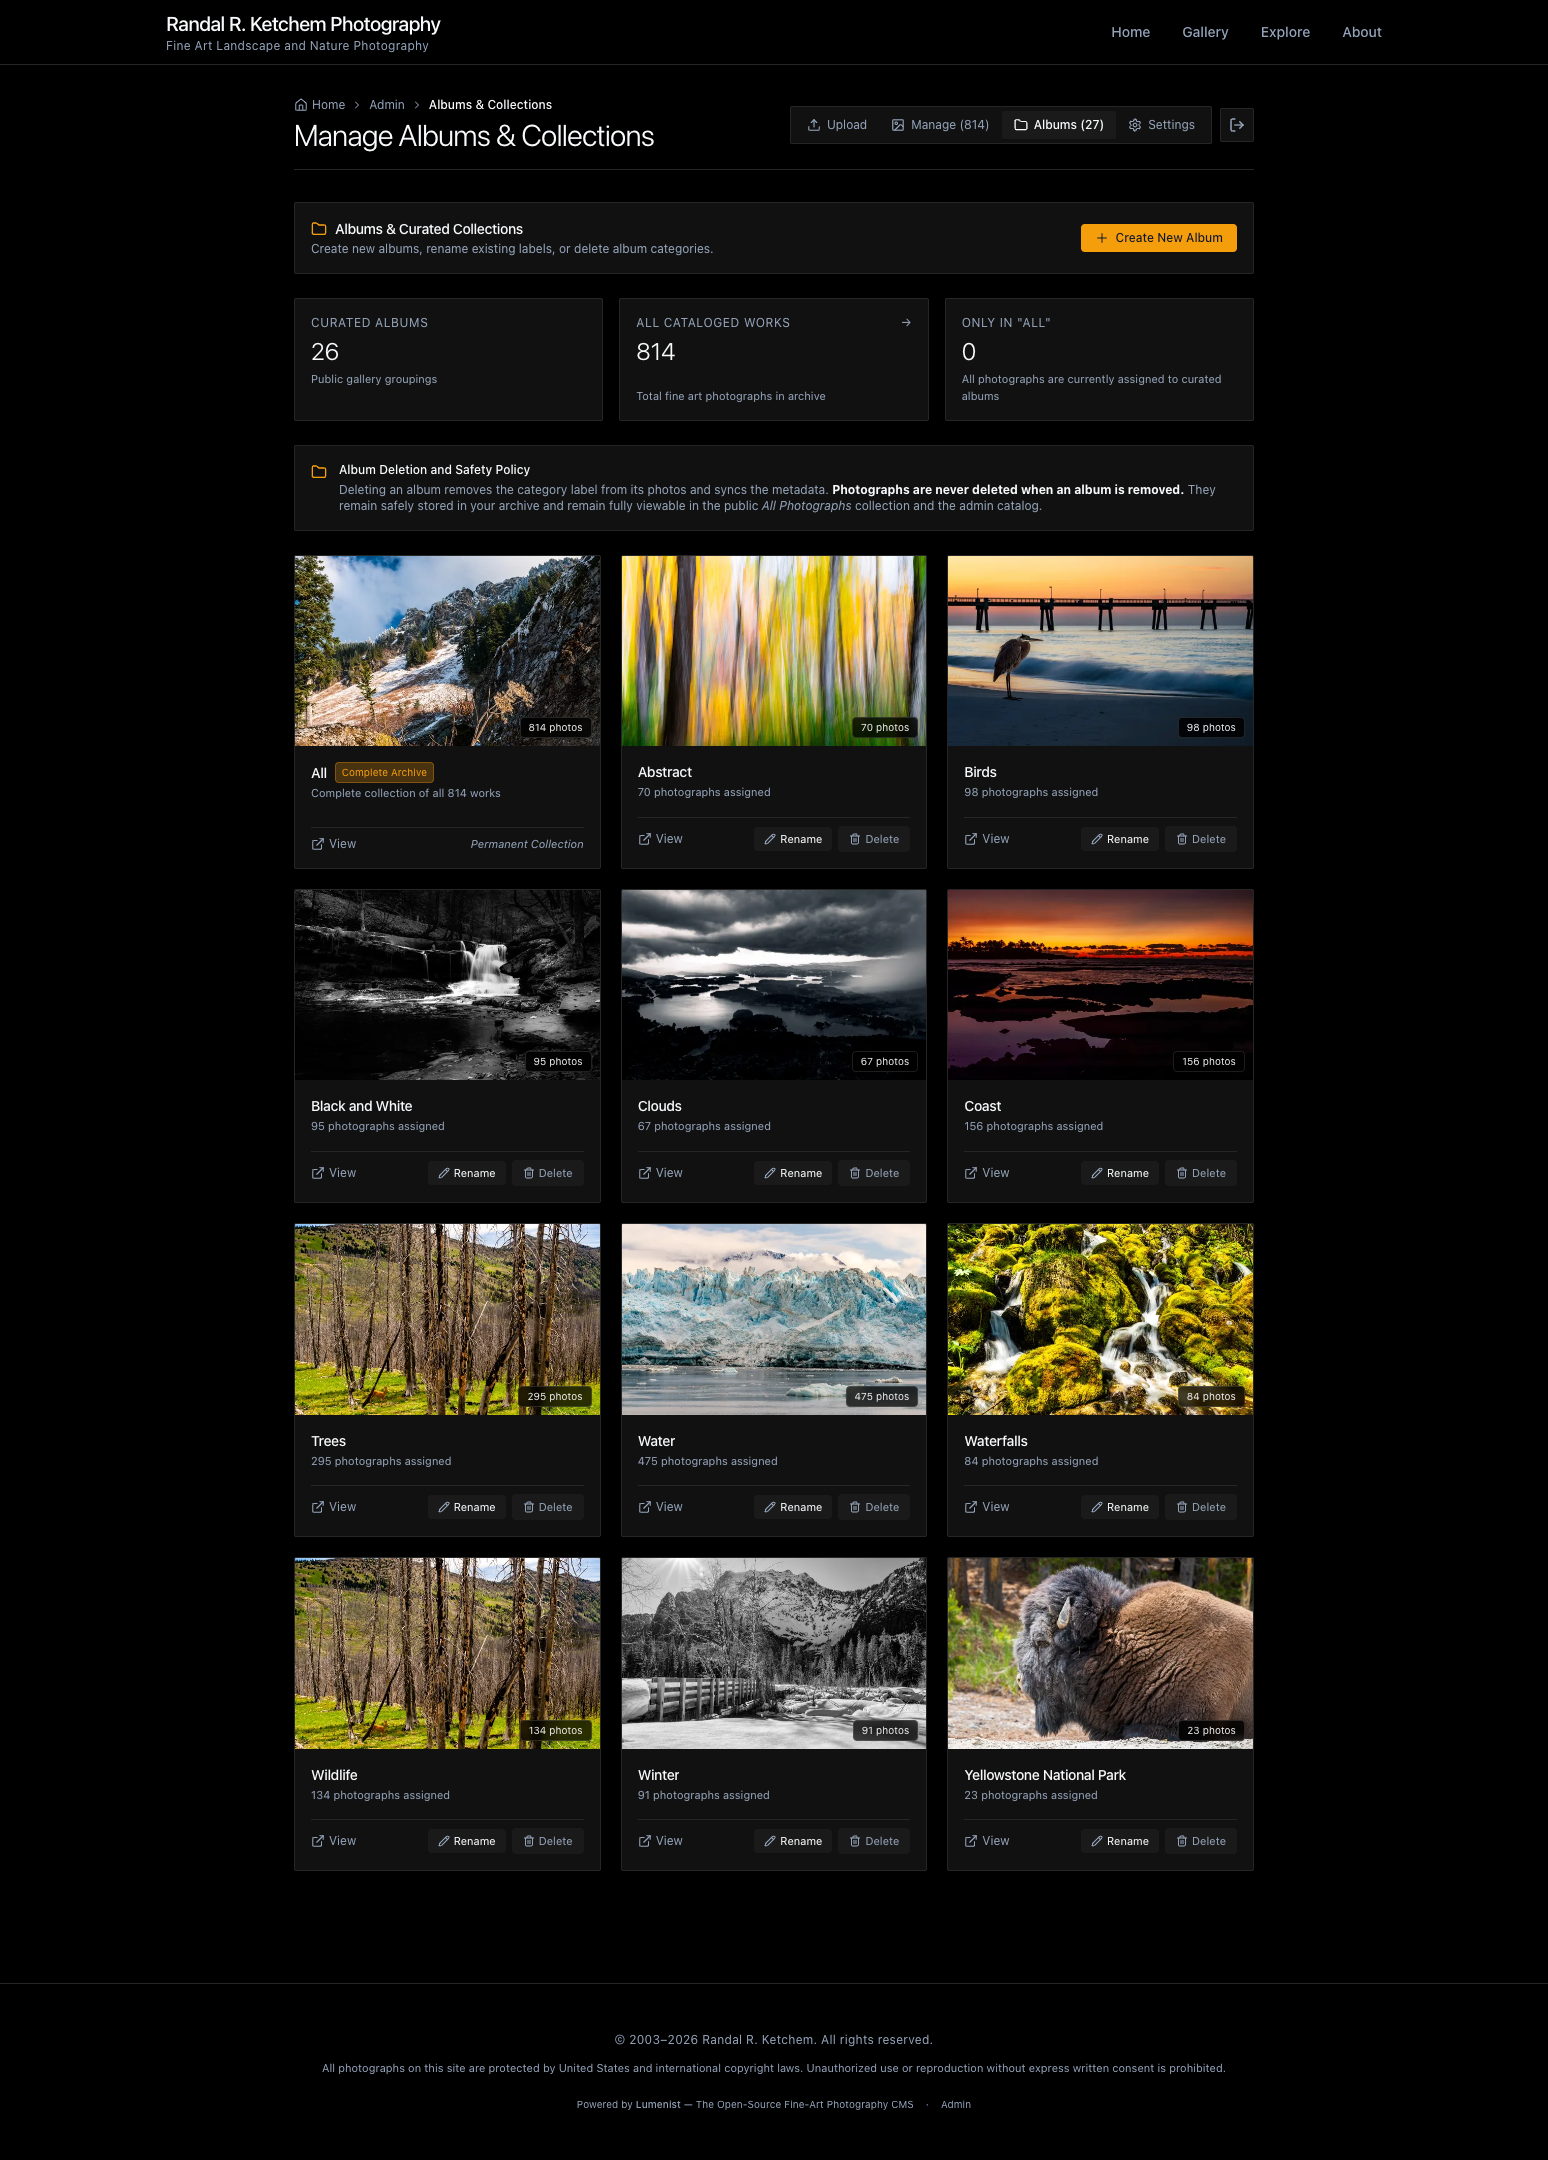 Randal R. Ketchem Photography
Fine Art Landscape and Nature Photography
Home
Gallery
Explore
About
Home
Admin
Albums & Collections
Manage Albums & Collections
Upload
Manage (814)
Albums (27)
Settings
Albums & Curated Collections
Create new albums, rename existing labels, or delete album categories.
Create New Album
CURATED ALBUMS
26
Public gallery groupings
ALL CATALOGED WORKS
814
Total fine art photographs in archive
ONLY IN "ALL"
0
All photographs are currently assigned to curated
albums
Album Deletion and Safety Policy
Deleting an album removes the category label from its photos and syncs the metadata. Photographs are never deleted when an album is removed. They
remain safely stored in your archive and remain fully viewable in the public All Photographs collection and the admin catalog.
814 photos
All
Complete Archive
Complete collection of all 814 works
View
Permanent Collection
70 photos
Abstract
70 photographs assigned
View
Rename
Delete
98 photos
Birds
98 photographs assigned
View
Rename
Delete
95 photos
Black and White
95 photographs assigned
View
Rename
Delete
67 photos
Clouds
67 photographs assigned
View
Rename
Delete
156 photos
Coast
156 photographs assigned
View
Rename
Delete
295 photos
Trees
295 photographs assigned
View
Rename
Delete
475 photos
Water
475 photographs assigned
View
Rename
Delete
84 photos
Waterfalls
84 photographs assigned
View
Rename
Delete
134 photos
Wildlife
134 photographs assigned
View
Rename
Delete
91 photos
Winter
91 photographs assigned
View
Rename
Delete
23 photos
Yellowstone National Park
23 photographs assigned
View
Rename
Delete
© 2003–2026 Randal R. Ketchem. All rights reserved.
All photographs on this site are protected by United States and international copyright laws. Unauthorized use or reproduction without express written consent is prohibited.
Powered by Lumenist — The Open-Source Fine-Art Photography CMS · Admin